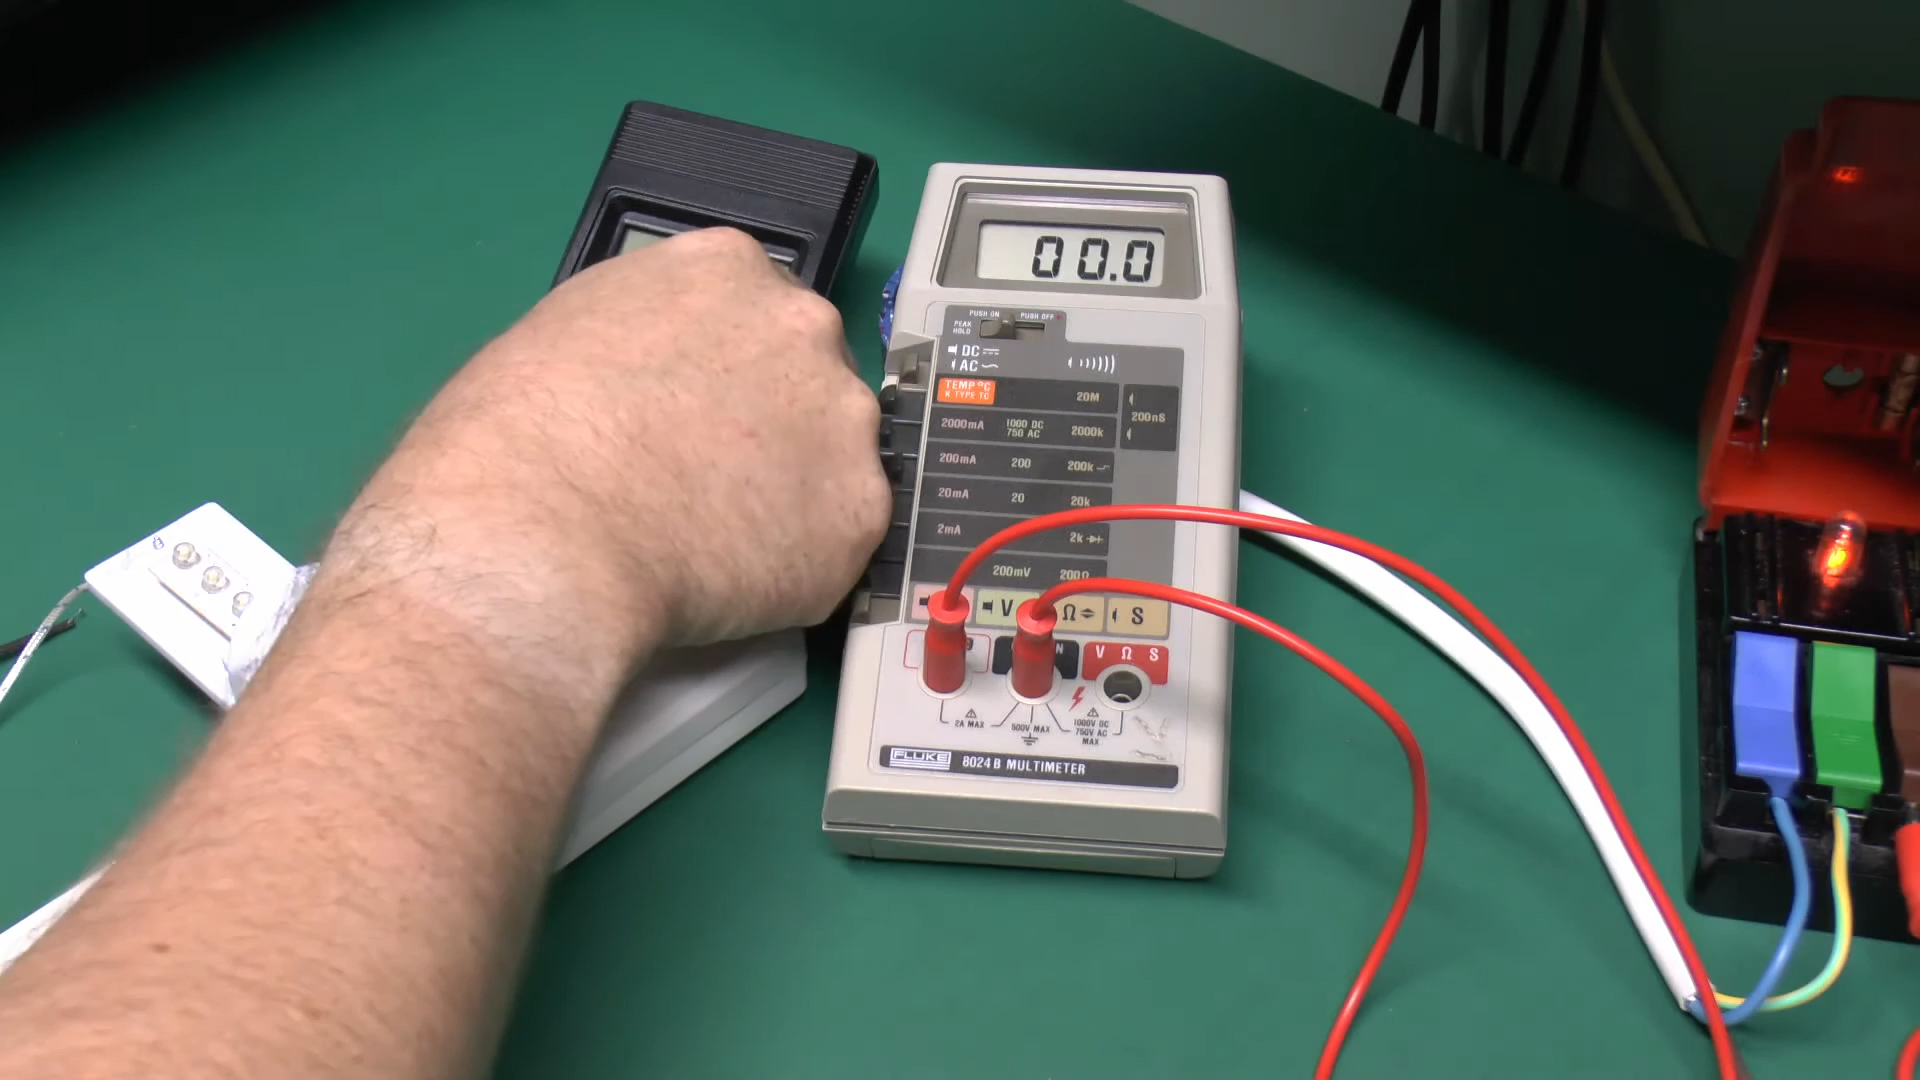 00.0
PUSH ON PUSH OFF
PEAK
HOLD
DC
AC
TEMP °C
K TYPE TC
20M
200nS
2000mA
1000 DC
750 AC
2000k
200mA 200 200k
20mA 20 20k
2mA 2k
200mV 200Ω
V Ω S
V Ω S
2A MAX
500V MAX
1000V DC
750V AC
MAX
FLUKE 8024 B MULTIMETER